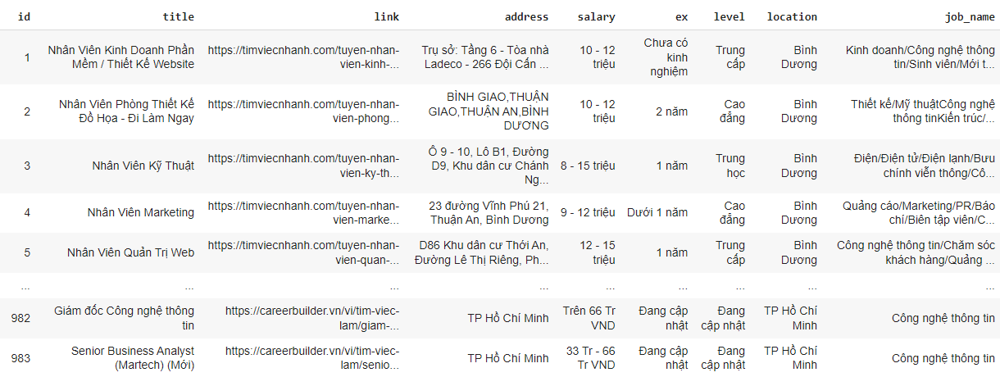 id title link address salary ex level location job_name
1 Nhân Viên Kinh Doanh Phần Mềm / Thiết Kế Website https://timviecnhanh.com/tuyen-nhan-vien-kinh-... Trụ sở: Tầng 6 - Tòa nhà Ladeco - 266 Đội Cấn ... 10 - 12 triệu Chưa có kinh nghiệm Trung cấp Bình Dương Kinh doanh/Công nghệ thông tin/Sinh viên/Mới t...
2 Nhân Viên Phòng Thiết Kế Đồ Họa - Đi Làm Ngay https://timviecnhanh.com/tuyen-nhan-vien-phong... BÌNH GIAO,THUẬN GIAO,THUẬN AN,BÌNH DƯƠNG 10 - 12 triệu 2 năm Cao đẳng Bình Dương Thiết kế/Mỹ thuậtCông nghệ thông tinKiến trúc/...
3 Nhân Viên Kỹ Thuật https://timviecnhanh.com/tuyen-nhan-vien-ky-th... Ô 9 - 10, Lô B1, Đường D9, Khu dân cư Chánh Ng... 8 - 15 triệu 1 năm Trung học Bình Dương Điện/Điện tử/Điện lạnh/Bưu chính viễn thông/Cô...
4 Nhân Viên Marketing https://timviecnhanh.com/tuyen-nhan-vien-marke... 23 đường Vĩnh Phú 21, Thuận An, Bình Dương 9 - 12 triệu Dưới 1 năm Cao đẳng Bình Dương Quảng cáo/Marketing/PR/Báo chí/Biên tập viên/C...
5 Nhân Viên Quản Trị Web https://timviecnhanh.com/tuyen-nhan-vien-quan-... D86 Khu dân cư Thới An, Đường Lê Thị Riêng, Ph... 12 - 15 triệu 1 năm Trung cấp Bình Dương Công nghệ thông tin/Chăm sóc khách hàng/Quảng ...
... ... ... ... ... ... ... ... ...
982 Giám đốc Công nghệ thông tin https://careerbuilder.vn/vi/tim-viec-lam/giam-... TP Hồ Chí Minh Trên 66 Tr VND Đang cập nhật Đang cập nhật TP Hồ Chí Minh Công nghệ thông tin
983 Senior Business Analyst (Martech) (Mới) https://careerbuilder.vn/vi/tim-viec-lam/senio... TP Hồ Chí Minh 33 Tr - 66 Tr VND Đang cập nhật Đang cập nhật TP Hồ Chí Minh Công nghệ thông tin